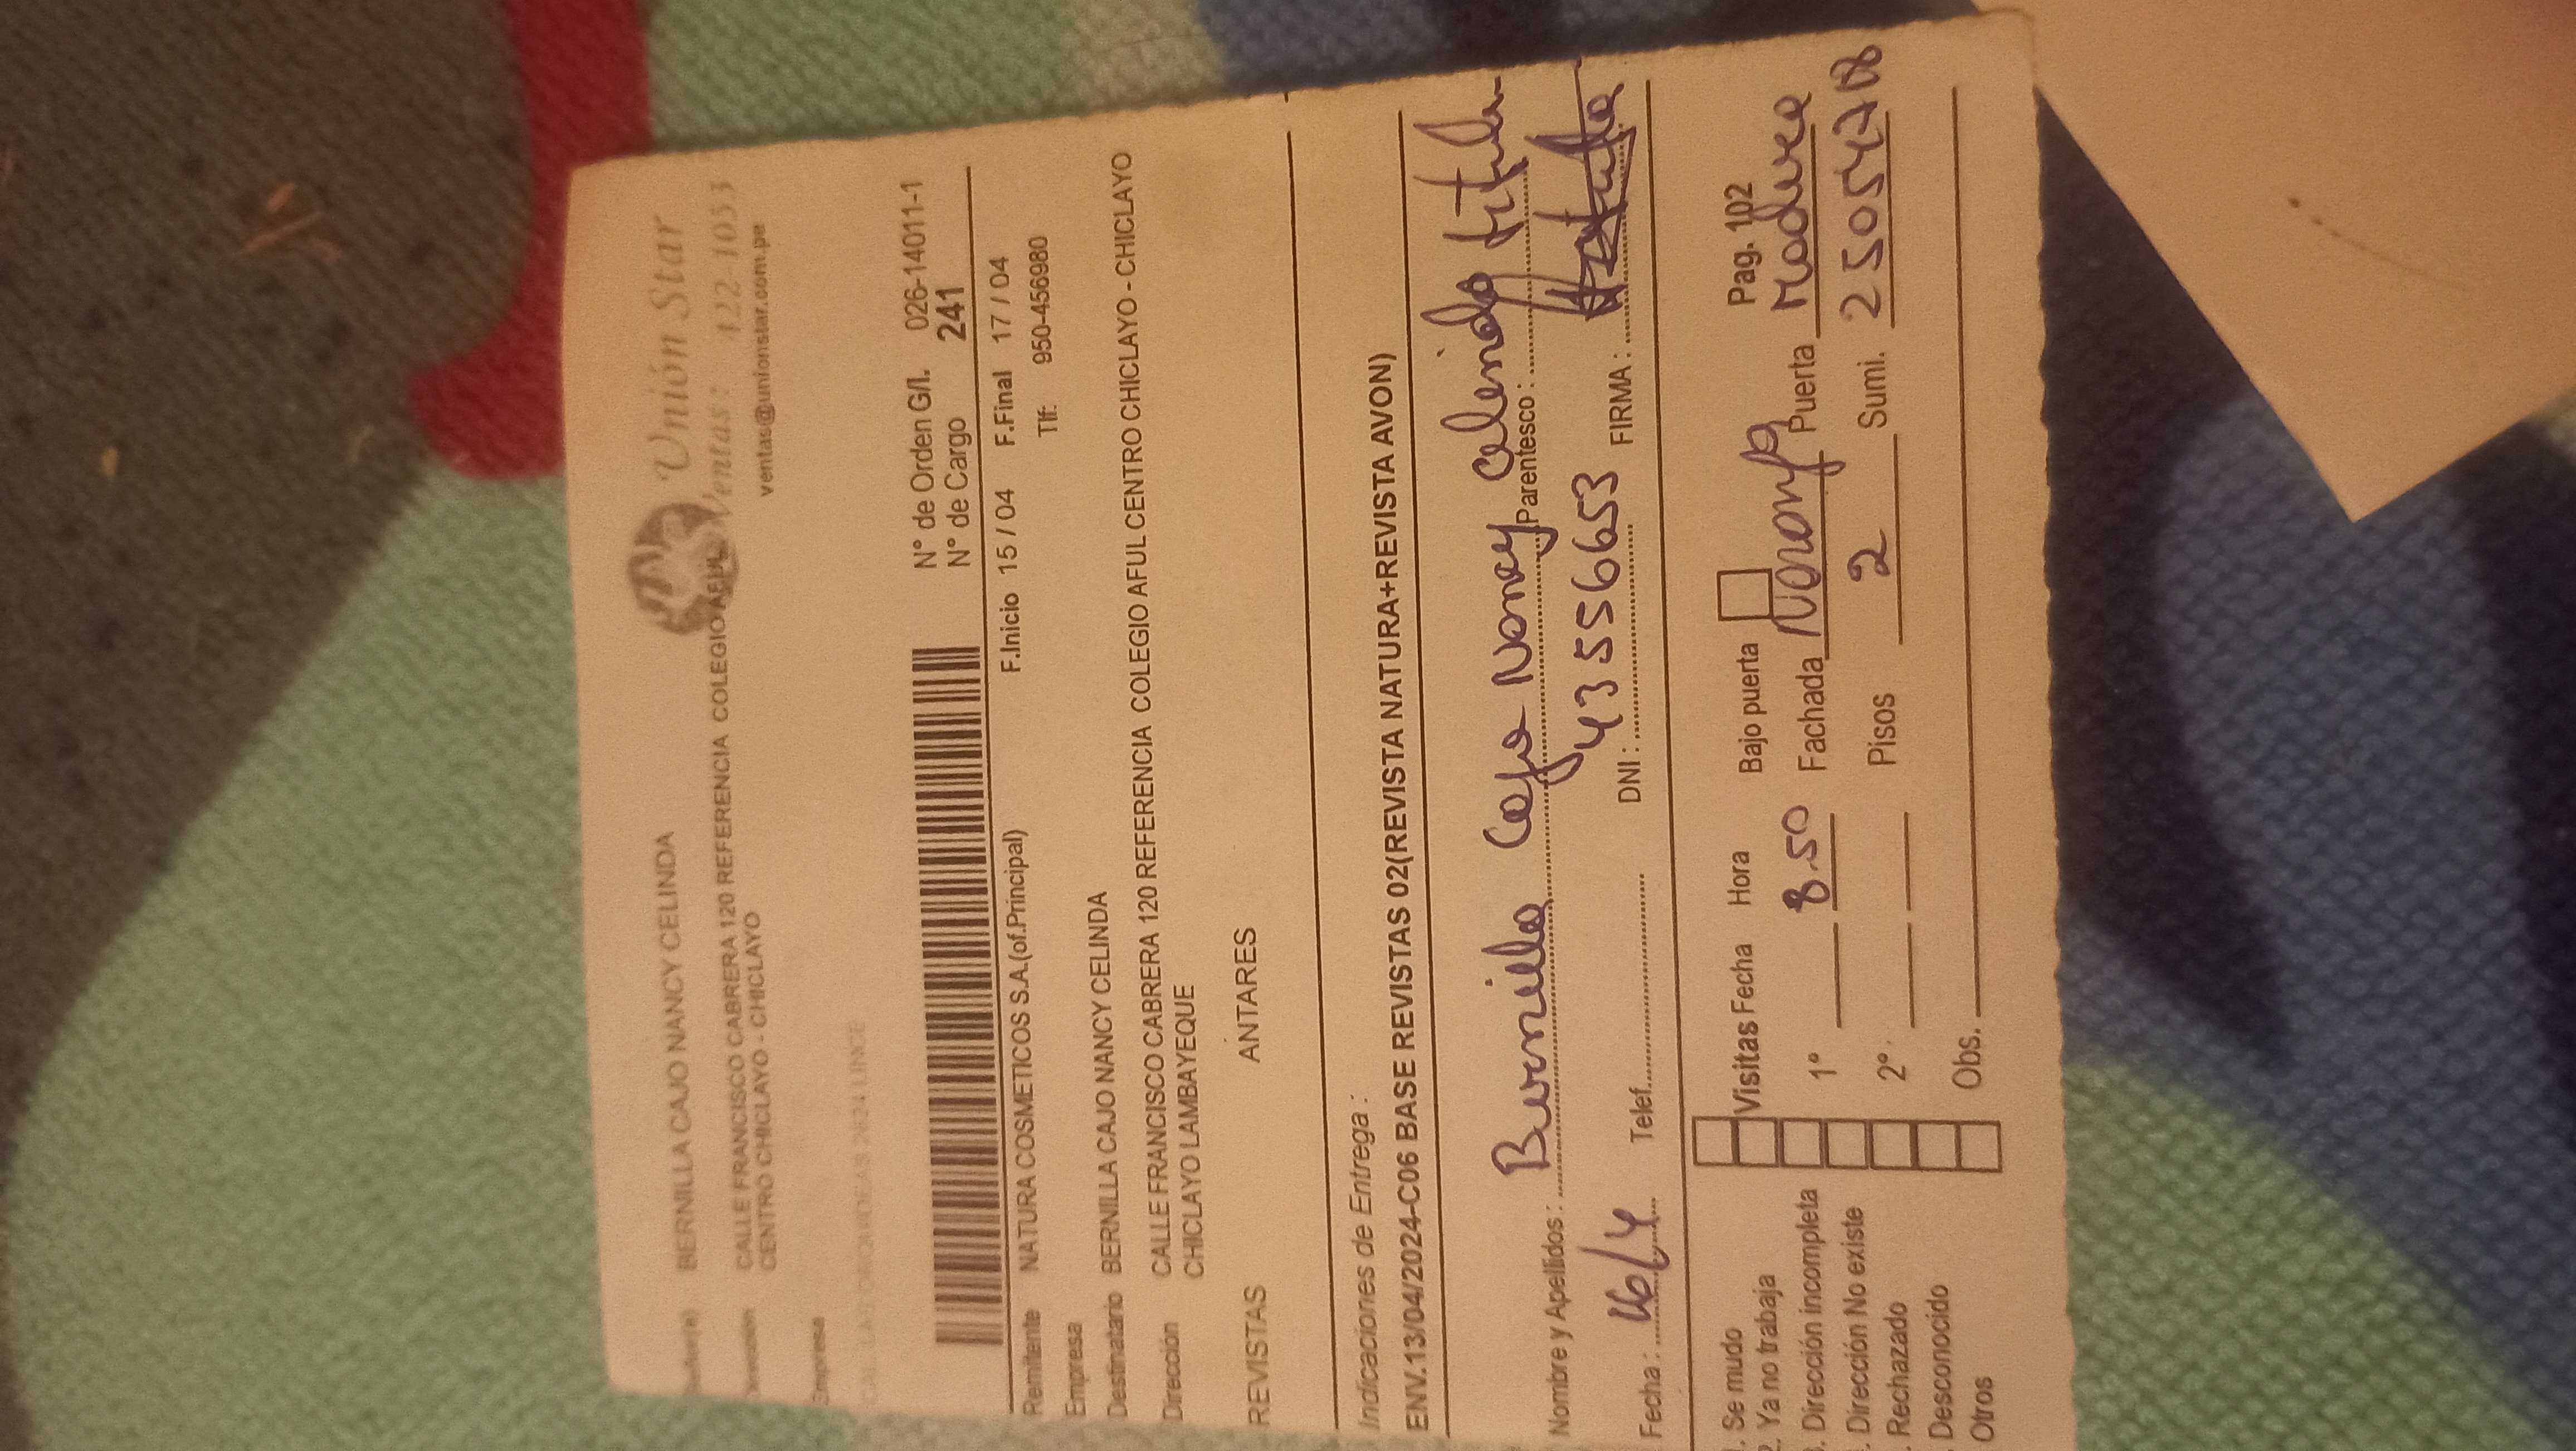 Unión Star
Ventas: 422-1053
ventas@unionstar.com.pe
Señor(a) BERNILLA CAJO NANCY CELINDA
Dirección CALLE FRANCISCO CABRERA 120 REFERENCIA COLEGIO AFUL
CENTRO CHICLAYO - CHICLAYO
Empresa
N° de Orden G/I. 026-14011-1
N° de Cargo 241
Remitente NATURA COSMETICOS S.A.(of.Principal) F.Inicio 15 / 04 F.Final 17 / 04
Empresa Tlf: 950-456980
Destinatario BERNILLA CAJO NANCY CELINDA
Dirección CALLE FRANCISCO CABRERA 120 REFERENCIA COLEGIO AFUL CENTRO CHICLAYO - CHICLAYO
CHICLAYO LAMBAYEQUE
REVISTAS ANTARES
Indicaciones de Entrega :
ENV.13/04/2024-C06 BASE REVISTAS 02(REVISTA NATURA+REVISTA AVON)
Nombre y Apellidos : Bernilla Cajo Nancy Celinda Parentesco : titular
Fecha : 16/4 Telef. DNI : 43556653 FIRMA :
Pag. 102
. Se mudo
2. Ya no trabaja Visitas Fecha Hora Bajo puerta
3. Dirección incompleta 1° 8.50 Fachada Naranja Puerta Madera
. Dirección No existe
. Rechazado 2° Pisos 2 Sumi. 25054718
. Desconocido
Otros Obs.